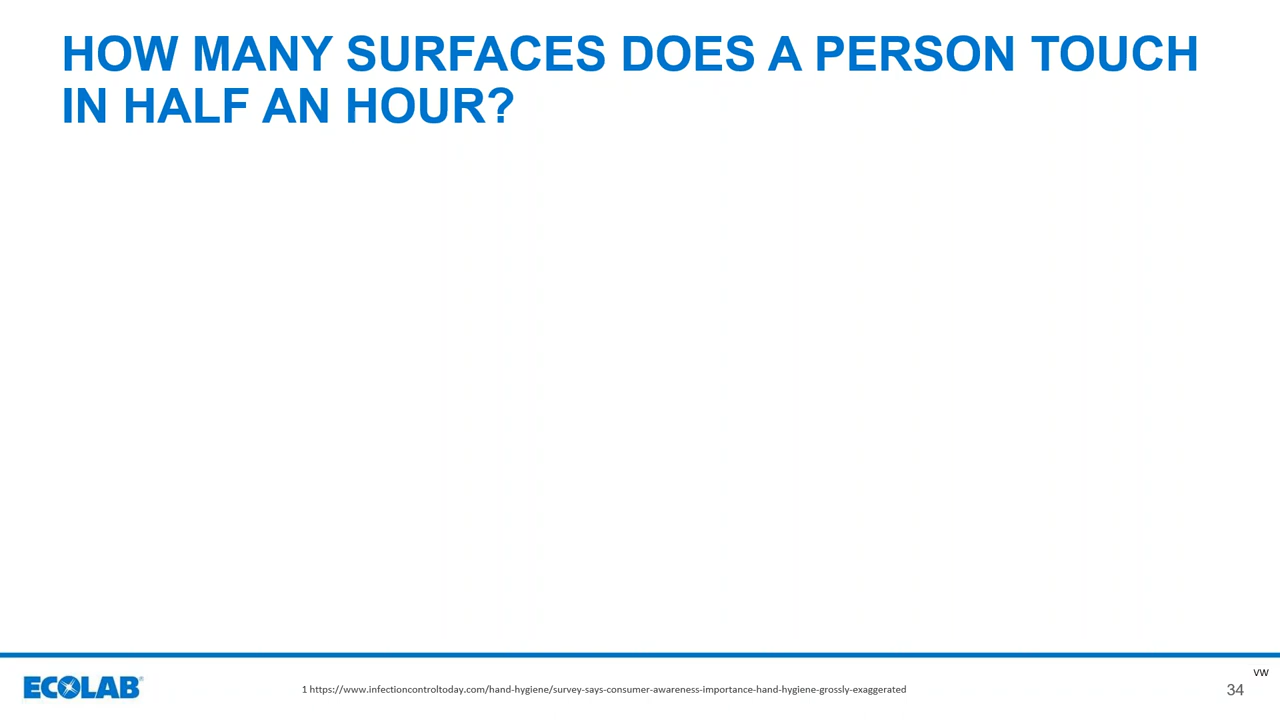 HOW MANY SURFACES DOES A PERSON TOUCH
IN HALF AN HOUR?
VW
ECOLAB®
1 https://www.infectioncontroltoday.com/hand-hygiene/survey-says-consumer-awareness-importance-hand-hygiene-grossly-exaggerated
34